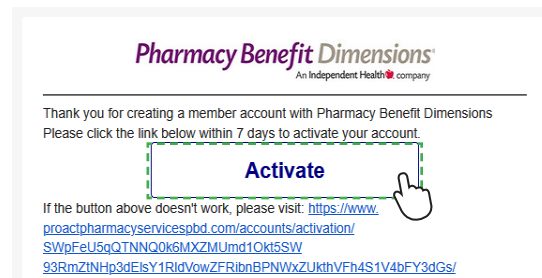 Pharmacy Benefit Dimensions®
An Independent Health company
Thank you for creating a member account with Pharmacy Benefit Dimensions
Please click the link below within 7 days to activate your account.
Activate
If the button above doesn't work, please visit: https://www.
proactpharmacyservicespbd.com/accounts/activation/
SWpFeU5qQTNNQ0k6MXZMUmd1Okt5SW
93RmZtNHp3dElsY1RIdVowZFRibnBPNWxZUkthVFh4S1V4bFY3dGs/